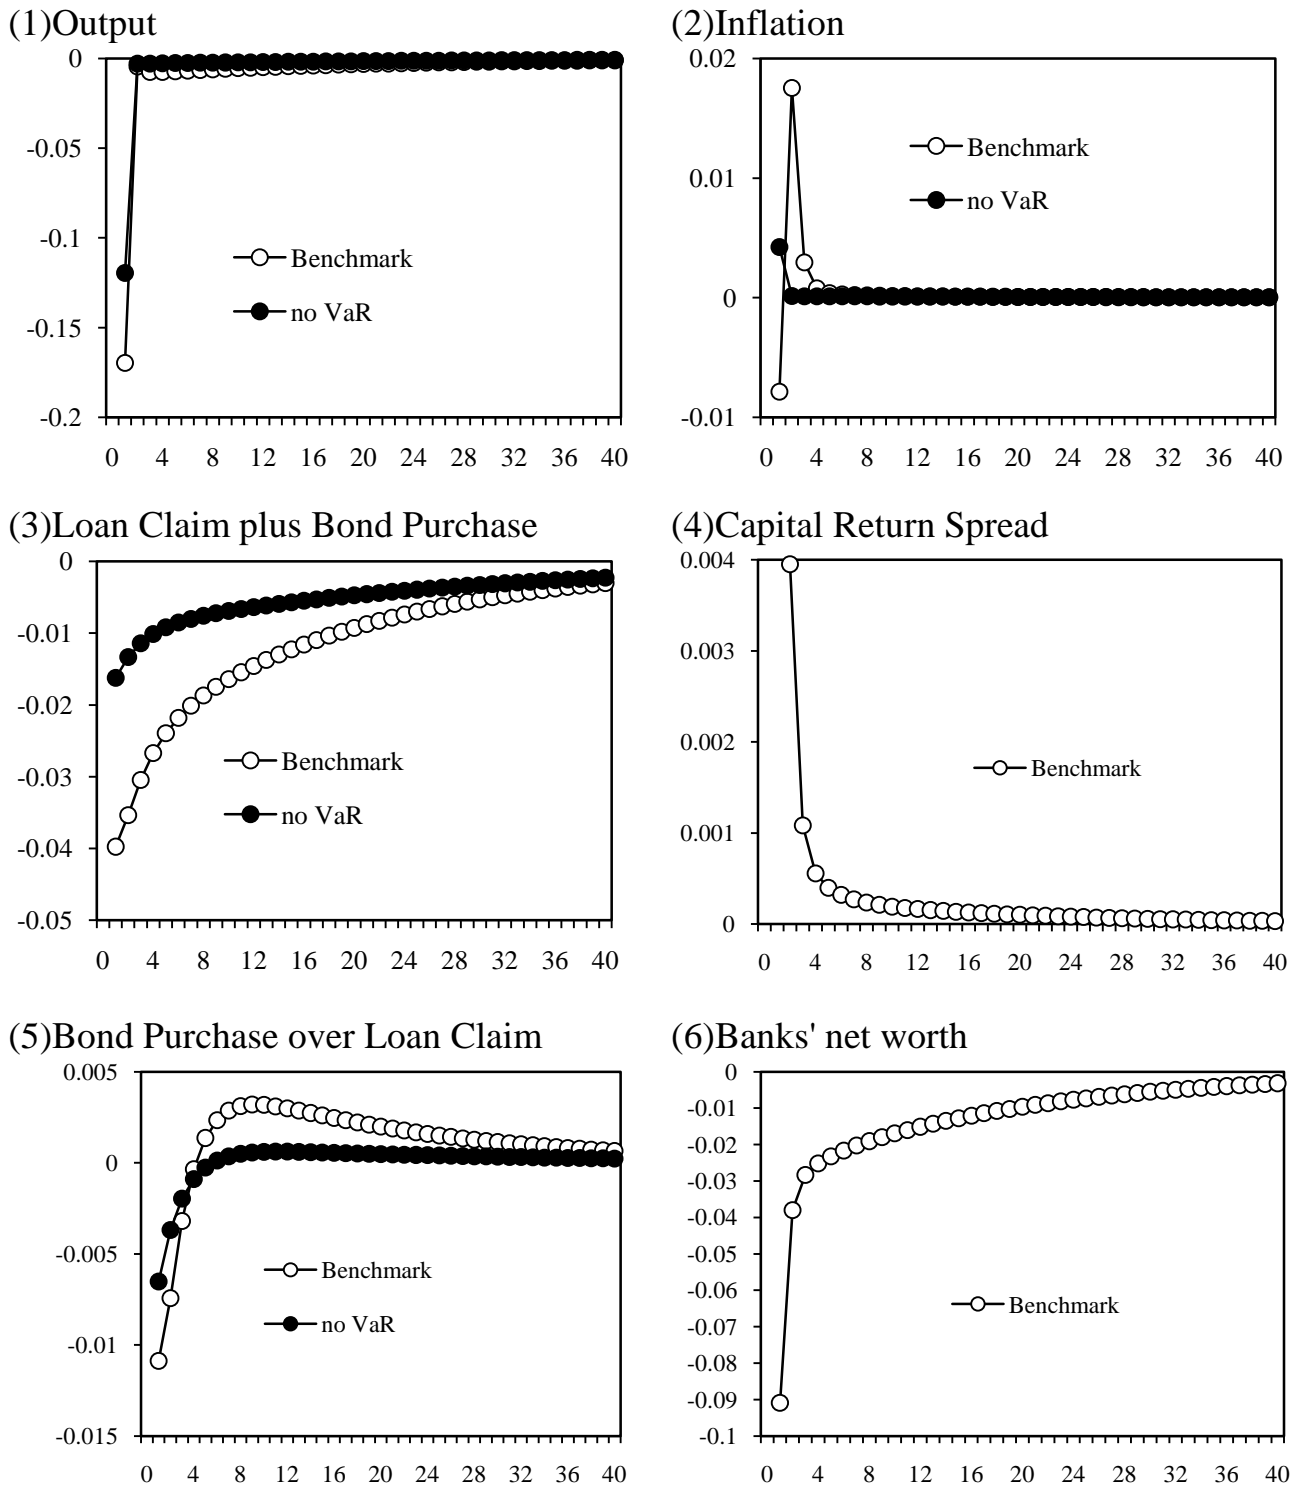 (1)Output
0
-0.05
-0.1
-0.15
-0.2
Benchmark
no VaR
0 4 8 12 16 20 24 28 32 36 40
(2)Inflation
0.02
0.01
0
-0.01
Benchmark
no VaR
0 4 8 12 16 20 24 28 32 36 40
(3)Loan Claim plus Bond Purchase
0
-0.01
-0.02
-0.03
-0.04
-0.05
Benchmark
no VaR
0 4 8 12 16 20 24 28 32 36 40
(4)Capital Return Spread
0.004
0.003
0.002
0.001
0
Benchmark
0 4 8 12 16 20 24 28 32 36 40
(5)Bond Purchase over Loan Claim
0.005
0
-0.005
-0.01
-0.015
Benchmark
no VaR
0 4 8 12 16 20 24 28 32 36 40
(6)Banks' net worth
0
-0.01
-0.02
-0.03
-0.04
-0.05
-0.06
-0.07
-0.08
-0.09
-0.1
Benchmark
0 4 8 12 16 20 24 28 32 36 40